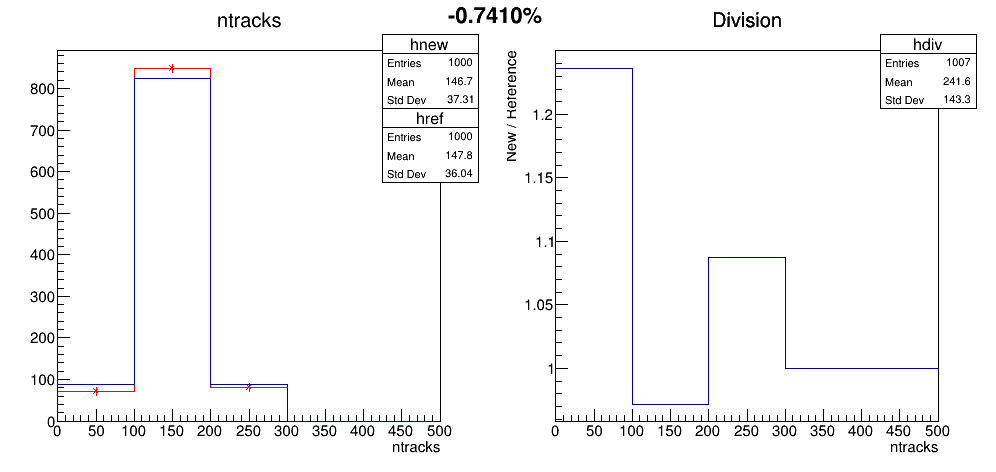 -0.7410%
ntracks
hnew
Entries 1000
Mean 146.7
Std Dev 37.31
href
Entries 1000
Mean 147.8
Std Dev 36.04
800
700
600
500
400
300
200
100
0
0 50 100 150 200 250 300 350 400 450 500
ntracks
Division
hdiv
Entries 1007
Mean 241.6
Std Dev 143.3
New / Reference
1.2
1.15
1.1
1.05
1
0 50 100 150 200 250 300 350 400 450 500
ntracks